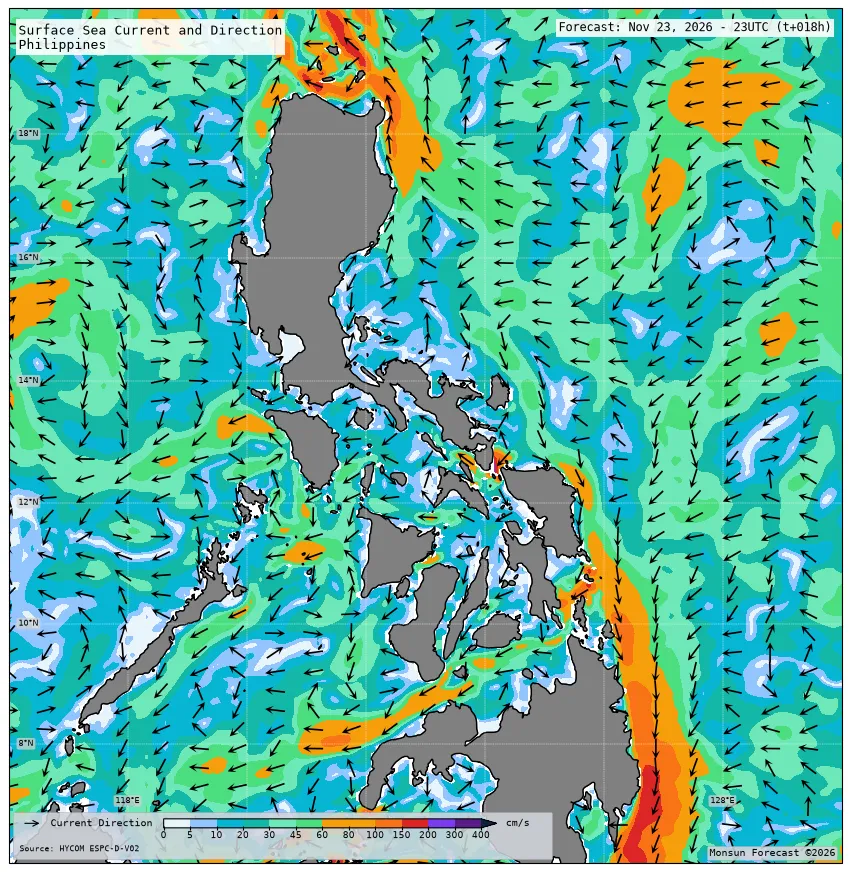 Surface Sea Current and Direction
Philippines
Forecast: Nov 23, 2026 - 23UTC (t+018h)
18°N
16°N
14°N
12°N
10°N
8°N
118°E
128°E
Current Direction
cm/s
0 5 10 20 30 45 60 80 100 150 200 300 400
Source: HYCOM ESPC-D-V02
Monsun Forecast ©2026